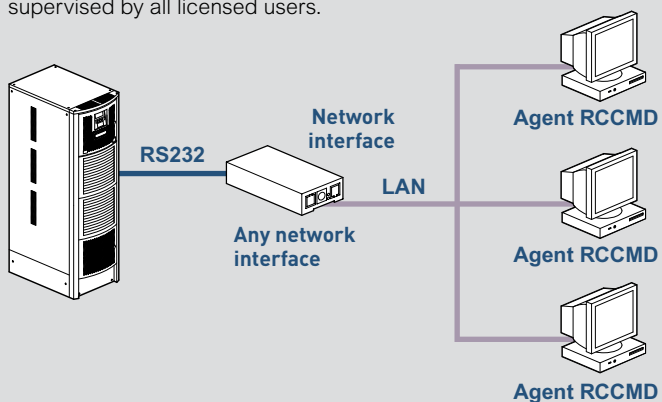 supervised by all licensed users.
Network
interface
Agent RCCMD
RS232
LAN
Any network
interface
Agent RCCMD
Agent RCCMD